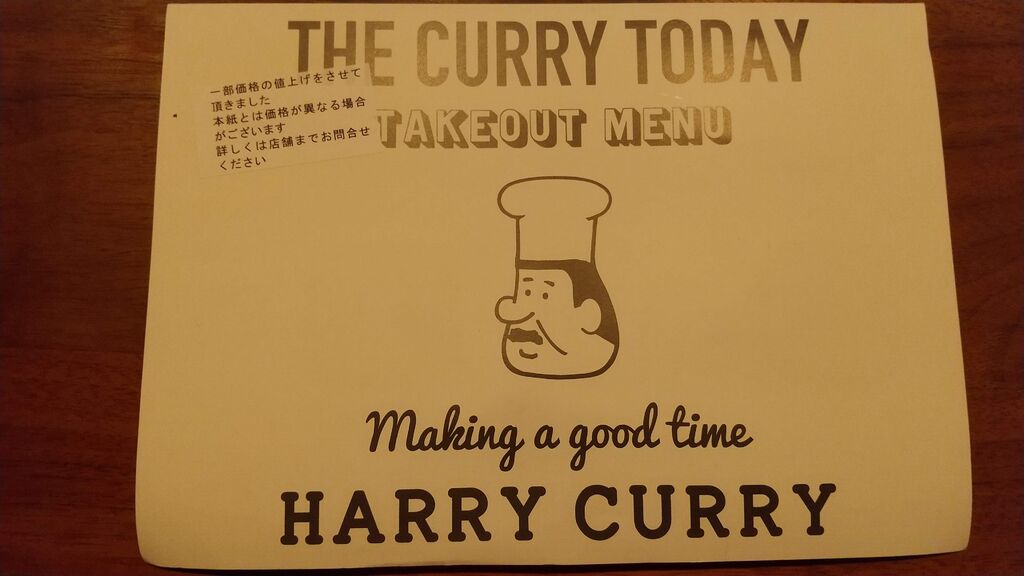 THE CURRY TODAY
TAKEOUT MENU
一部価格の値上げをさせて
頂きました
本紙とは価格が異なる場合
がございます
詳しくは店舗までお問合せ
ください
Making a good time
HARRY CURRY